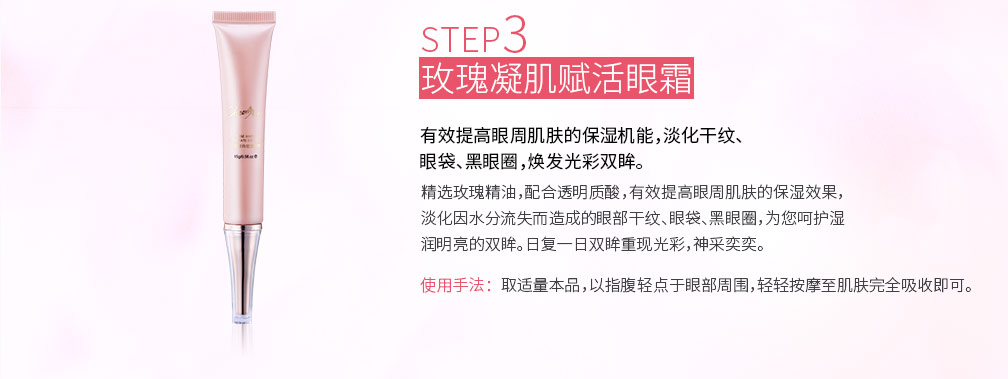 STEP3
玫瑰凝肌赋活眼霜
有效提高眼周肌肤的保湿机能,淡化干纹、
眼袋、黑眼圈,焕发光彩双眸。
精选玫瑰精油,配合透明质酸,有效提高眼周肌肤的保湿效果,
淡化因水分流失而造成的眼部干纹、眼袋、黑眼圈,为您呵护湿
润明亮的双眸。日复一日双眸重现光彩,神采奕奕。
使用手法：取适量本品,以指腹轻点于眼部周围,轻轻按摩至肌肤完全吸收即可。